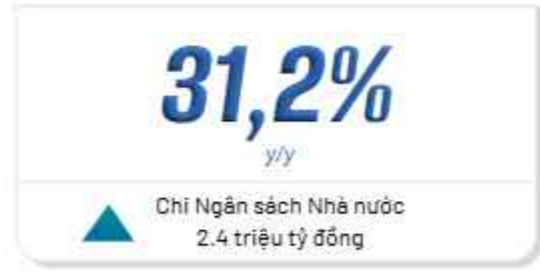 31,2%
y/y
Chi Ngân sách Nhà nước
2.4 triệu tỷ đồng